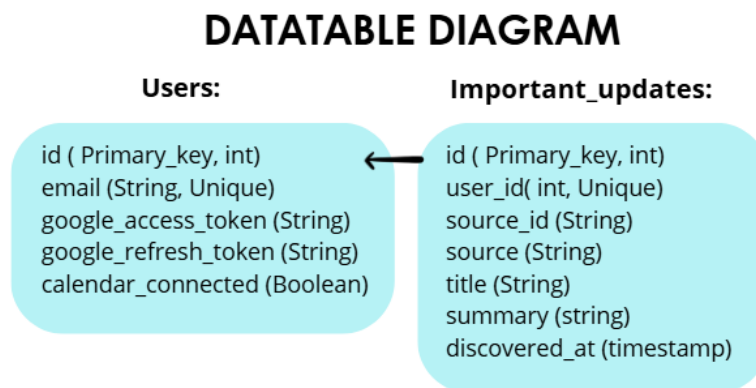 DATATABLE DIAGRAM
Users:
id ( Primary_key, int)
email (String, Unique)
google_access_token (String)
google_refresh_token (String)
calendar_connected (Boolean)
Important_updates:
id ( Primary_key, int)
user_id( int, Unique)
source_id (String)
source (String)
title (String)
summary (string)
discovered_at (timestamp)